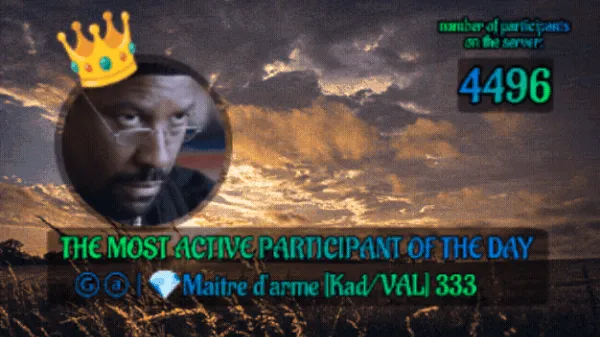 number of participants
on the server:
4496
THE MOST ACTIVE PARTICIPANT OF THE DAY
Ⓖ ④ | 💎Maitre d'arme [Kad/VAL] 333